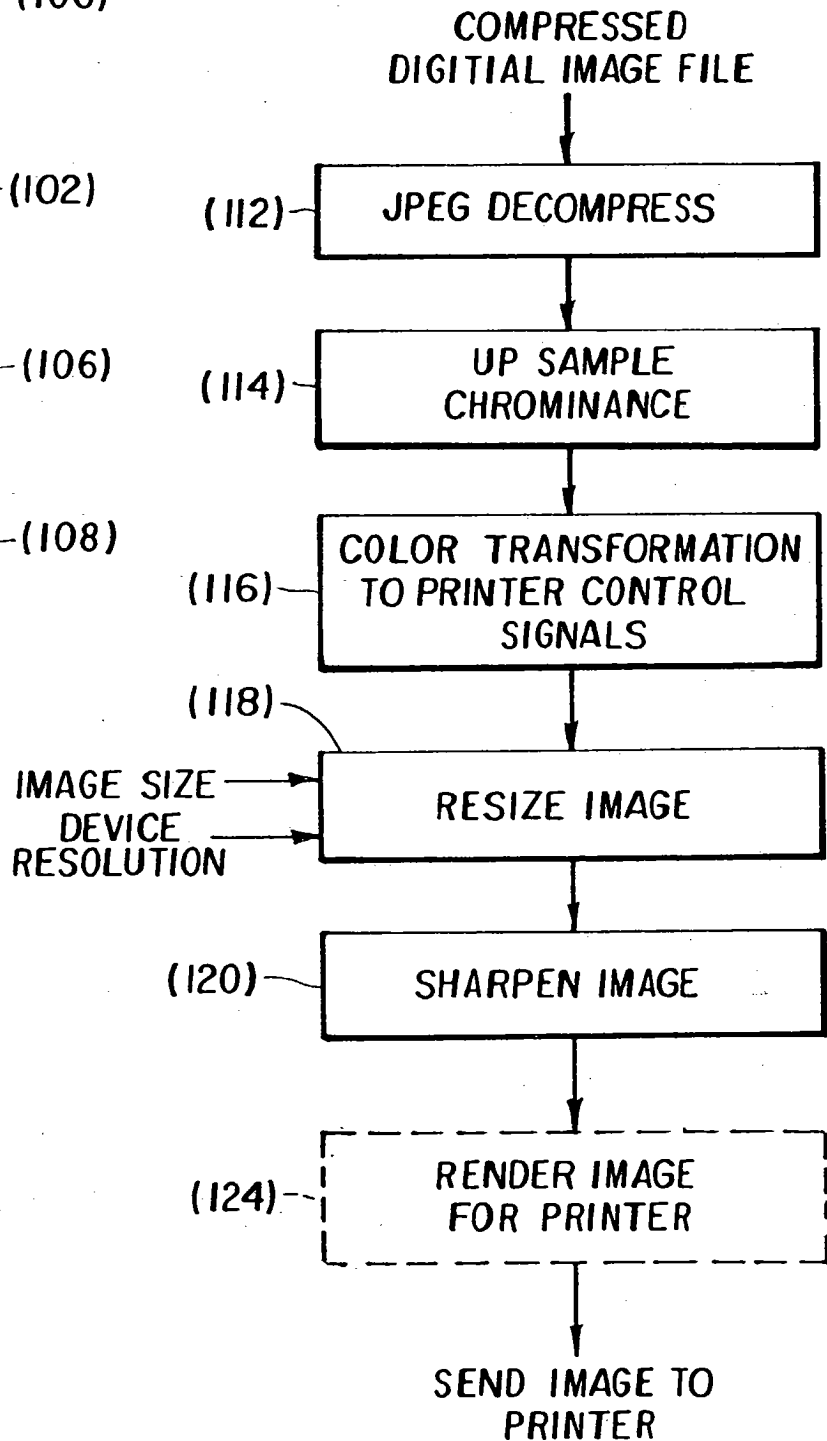 COMPRESSED
DIGITIAL IMAGE FILE
(102)
(112)
JPEG DECOMPRESS
(106)
(114)
UP SAMPLE
CHROMINANCE
(108)
(116)
COLOR TRANSFORMATION
TO PRINTER CONTROL
SIGNALS
(118)
IMAGE SIZE
DEVICE
RESOLUTION
RESIZE IMAGE
(120)
SHARPEN IMAGE
(124)
RENDER IMAGE
FOR PRINTER
SEND IMAGE TO
PRINTER